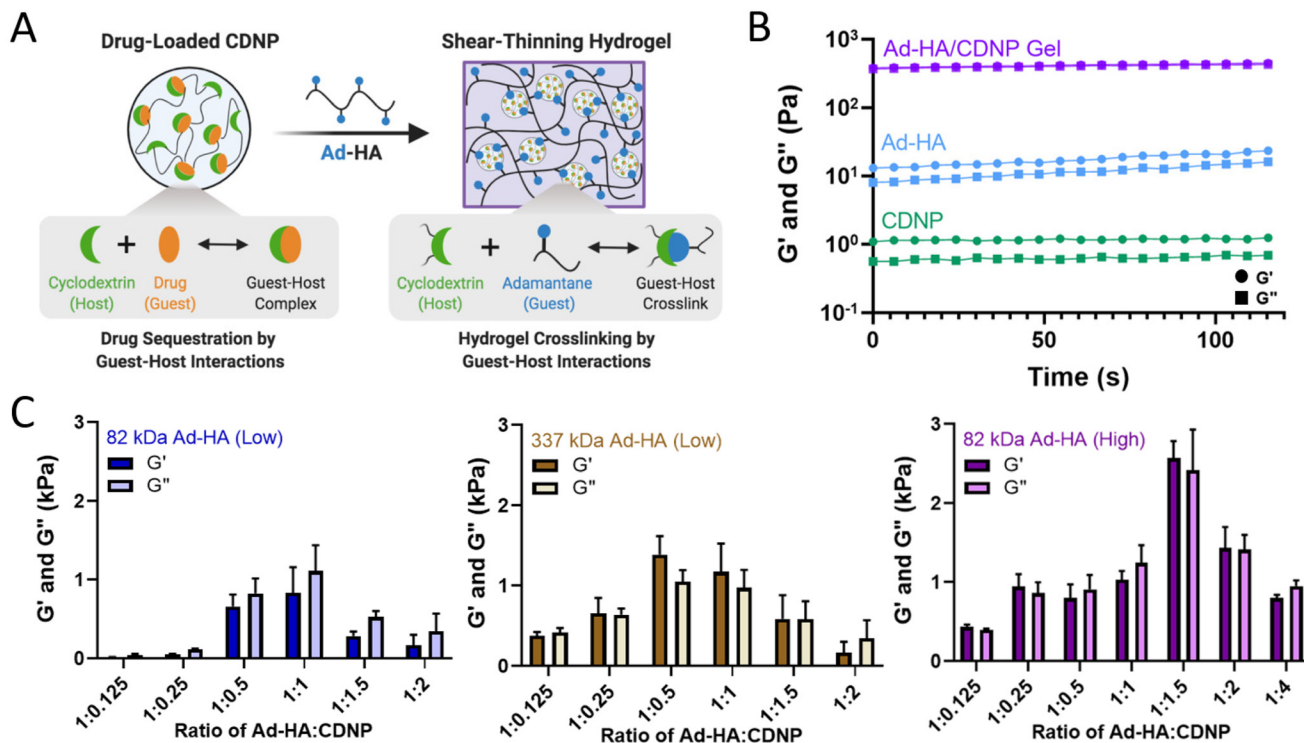 A
Drug-Loaded CDNP
Shear-Thinning Hydrogel
Ad-HA
Cyclodextrin
(Host)
Drug
(Guest)
Guest-Host
Complex
Cyclodextrin
(Host)
Adamantane
(Guest)
Guest-Host
Crosslink
Drug Sequestration by
Guest-Host Interactions
Hydrogel Crosslinking by
Guest-Host Interactions
B
G' and G" (Pa)
10³
10²
10¹
10⁰
10⁻¹
Ad-HA/CDNP Gel
Ad-HA
CDNP
G'
G"
0
50
100
Time (s)
C
G' and G" (kPa)
3
2
1
0
82 kDa Ad-HA (Low)
G'
G"
1:0.125
1:0.25
1:0.5
1:1
1:1.5
1:2
Ratio of Ad-HA:CDNP
G' and G" (kPa)
3
2
1
0
337 kDa Ad-HA (Low)
G'
G"
1:0.125
1:0.25
1:0.5
1:1
1:1.5
1:2
Ratio of Ad-HA:CDNP
G' and G" (kPa)
3
2
1
0
82 kDa Ad-HA (High)
G'
G"
1:0.125
1:0.25
1:0.5
1:1
1:1.5
1:2
1:4
Ratio of Ad-HA:CDNP